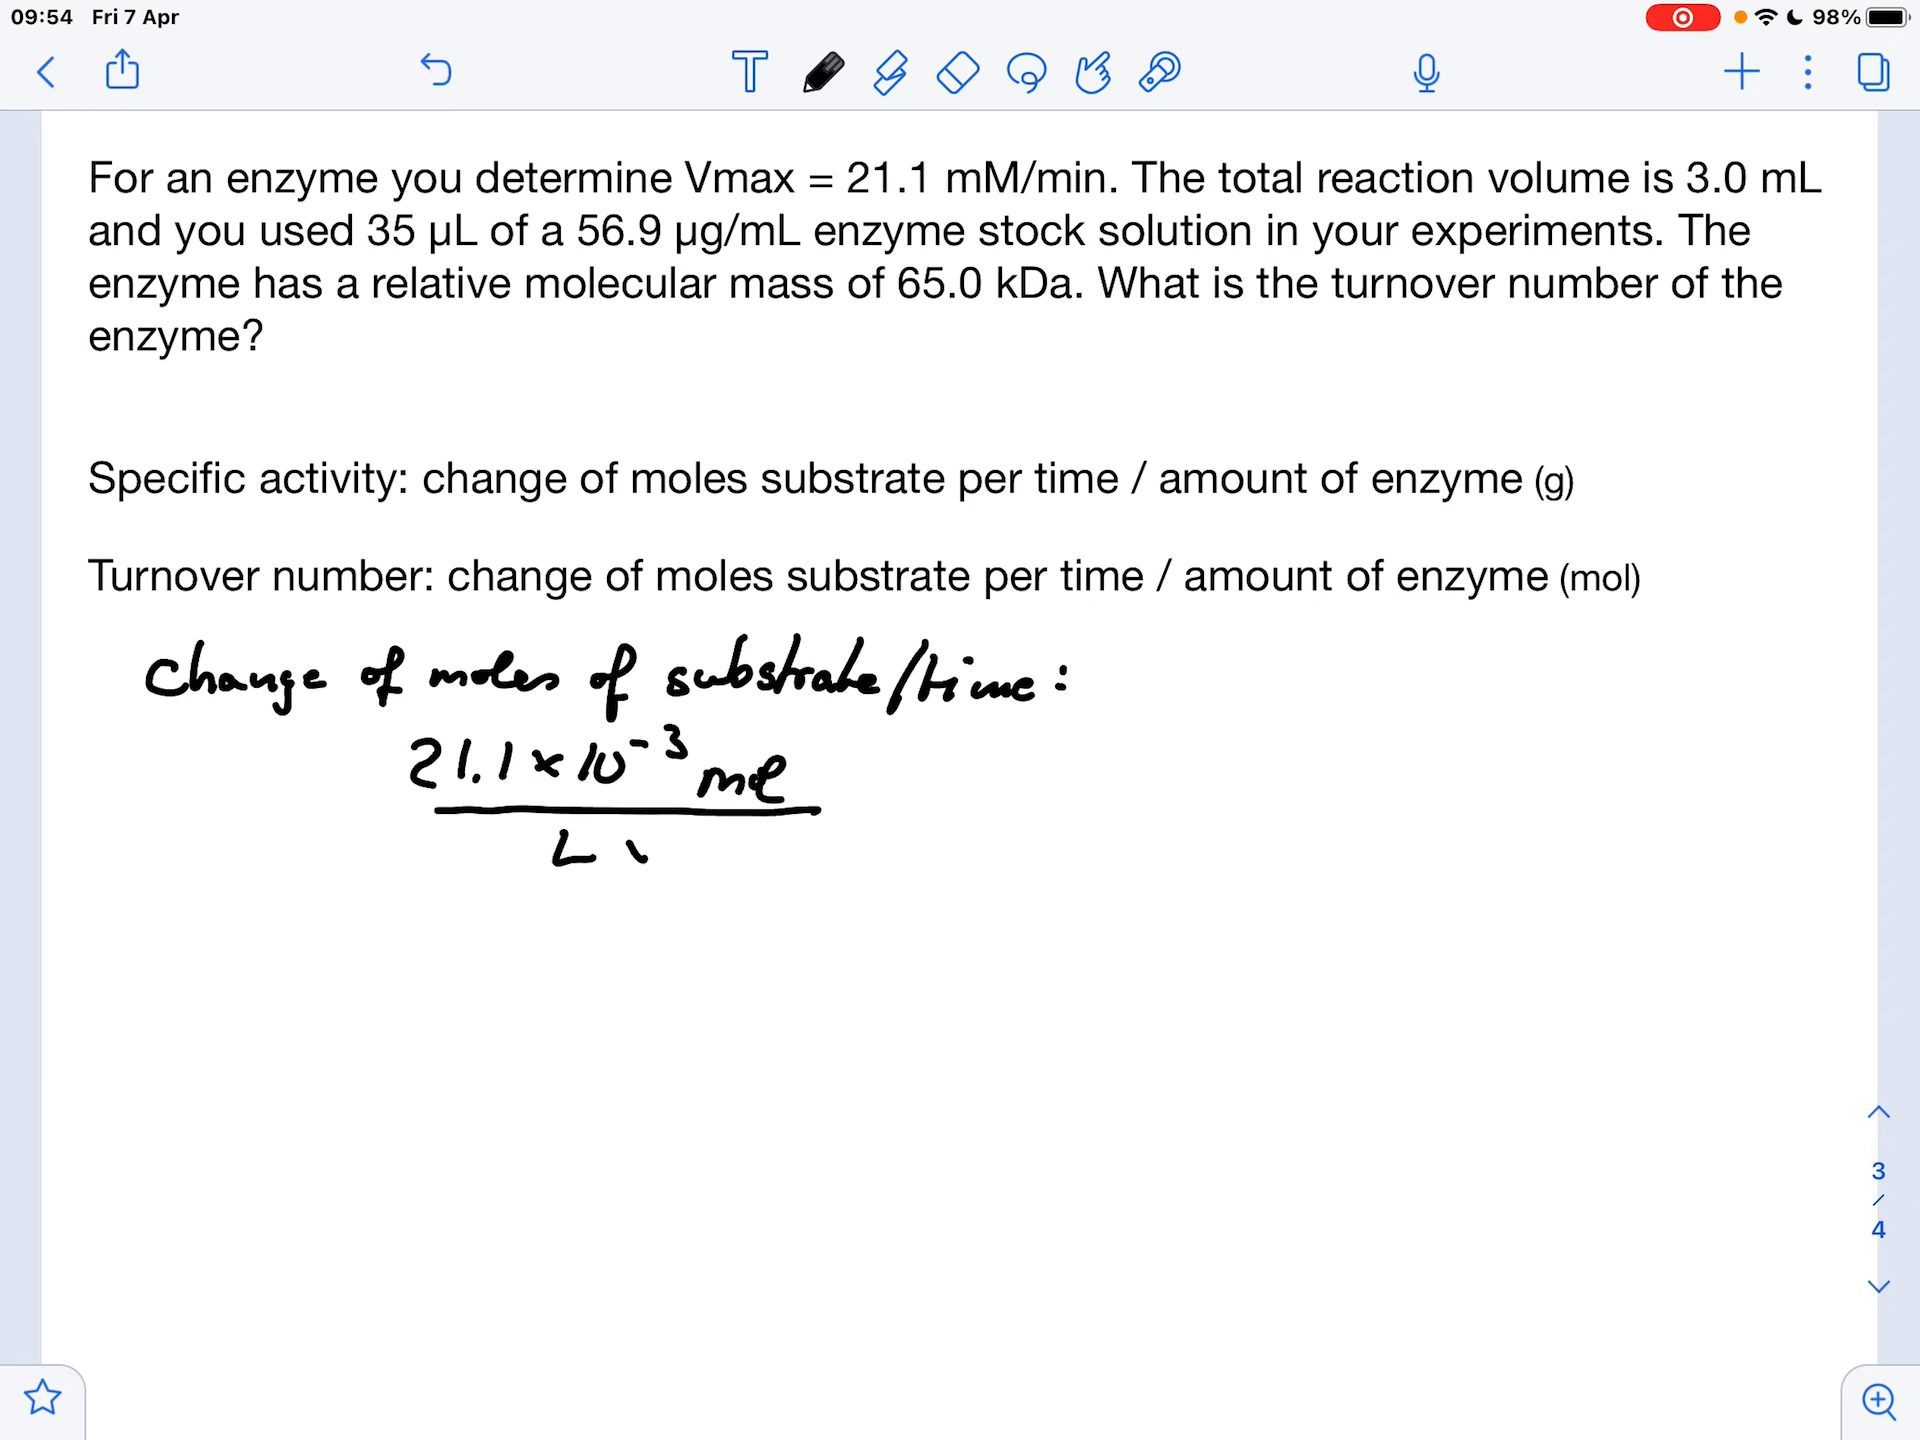 09:54 Fri 7 Apr
98%
T
For an enzyme you determine Vmax = 21.1 mM/min. The total reaction volume is 3.0 mL
and you used 35 µL of a 56.9 µg/mL enzyme stock solution in your experiments. The
enzyme has a relative molecular mass of 65.0 kDa. What is the turnover number of the
enzyme?
Specific activity: change of moles substrate per time / amount of enzyme (g)
Turnover number: change of moles substrate per time / amount of enzyme (mol)
Change of moles of substrate/time:
21.1 × 10⁻³ mol
L
3
/
4